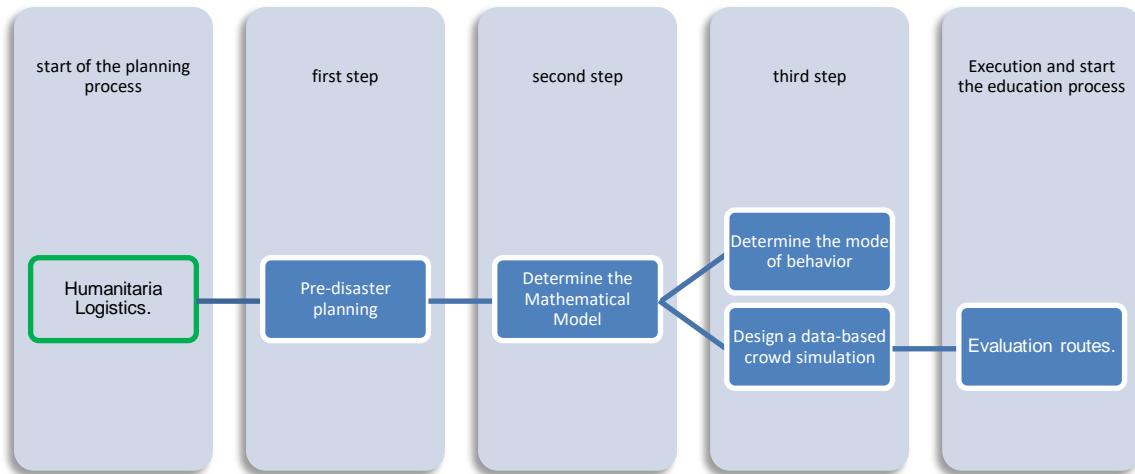 start of the planning
process
first step
second step
third step
Execution and start
the education process
Humanitaria
Logistics.
Pre-disaster
planning
Determine the
Mathematical
Model
Determine the mode
of behavior
Design a data-based
crowd simulation
Evaluation routes.